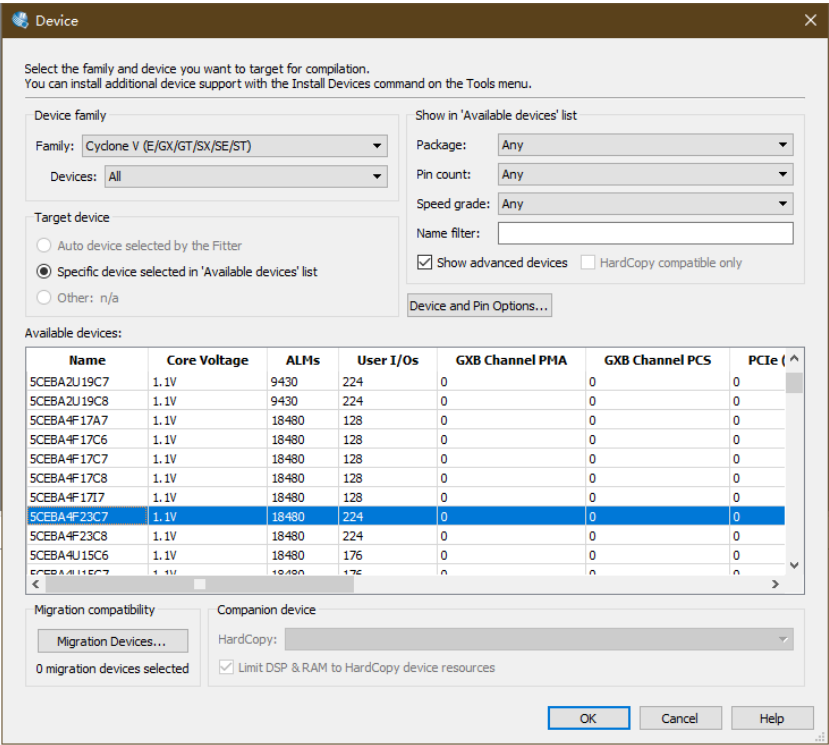 Device
Select the family and device you want to target for compilation.
You can install additional device support with the Install Devices command on the Tools menu.
Device family
Family: Cyclone V (E/GX/GT/SX/SE/ST)
Devices: All
Target device
Auto device selected by the Fitter
Specific device selected in 'Available devices' list
Other: n/a
Show in 'Available devices' list
Package: Any
Pin count: Any
Speed grade: Any
Name filter:
Show advanced devices HardCopy compatible only
Device and Pin Options...
Available devices:
Name Core Voltage ALMs User I/Os GXB Channel PMA GXB Channel PCS PCIe (
5CEBA2U19C7 1.1V 9430 224 0 0 0
5CEBA2U19C8 1.1V 9430 224 0 0 0
5CEBA4F17A7 1.1V 18480 128 0 0 0
5CEBA4F17C6 1.1V 18480 128 0 0 0
5CEBA4F17C7 1.1V 18480 128 0 0 0
5CEBA4F17C8 1.1V 18480 128 0 0 0
5CEBA4F17I7 1.1V 18480 128 0 0 0
5CEBA4F23C7 1.1V 18480 224 0 0 0
5CEBA4F23C8 1.1V 18480 224 0 0 0
5CEBA4U15C6 1.1V 18480 176 0 0 0
5CEBA4U15C7 1.1V 18480 176 0 0 0
Migration compatibility
Migration Devices...
0 migration devices selected
Companion device
HardCopy:
Limit DSP & RAM to HardCopy device resources
OK Cancel Help